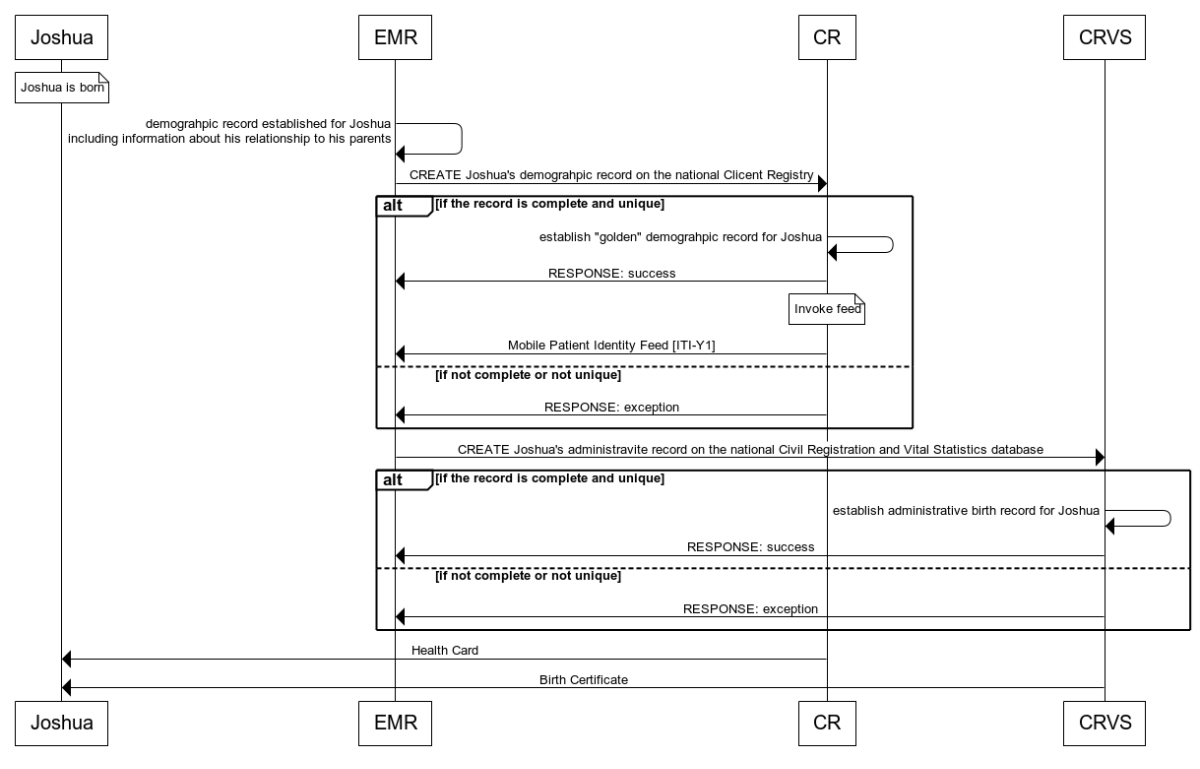 Joshua
EMR
CR
CRVS
Joshua is born
demograhpic record established for Joshua
including information about his relationship to his parents
CREATE Joshua's demograhpic record on the national Clicent Registry
alt
[if the record is complete and unique]
establish "golden" demograhpic record for Joshua
RESPONSE: success
Invoke feed
Mobile Patient Identity Feed [ITI-Y1]
[if not complete or not unique]
RESPONSE: exception
CREATE Joshua's administravite record on the national Civil Registration and Vital Statistics database
alt
[if the record is complete and unique]
establish administrative birth record for Joshua
RESPONSE: success
[if not complete or not unique]
RESPONSE: exception
Health Card
Birth Certificate
Joshua
EMR
CR
CRVS